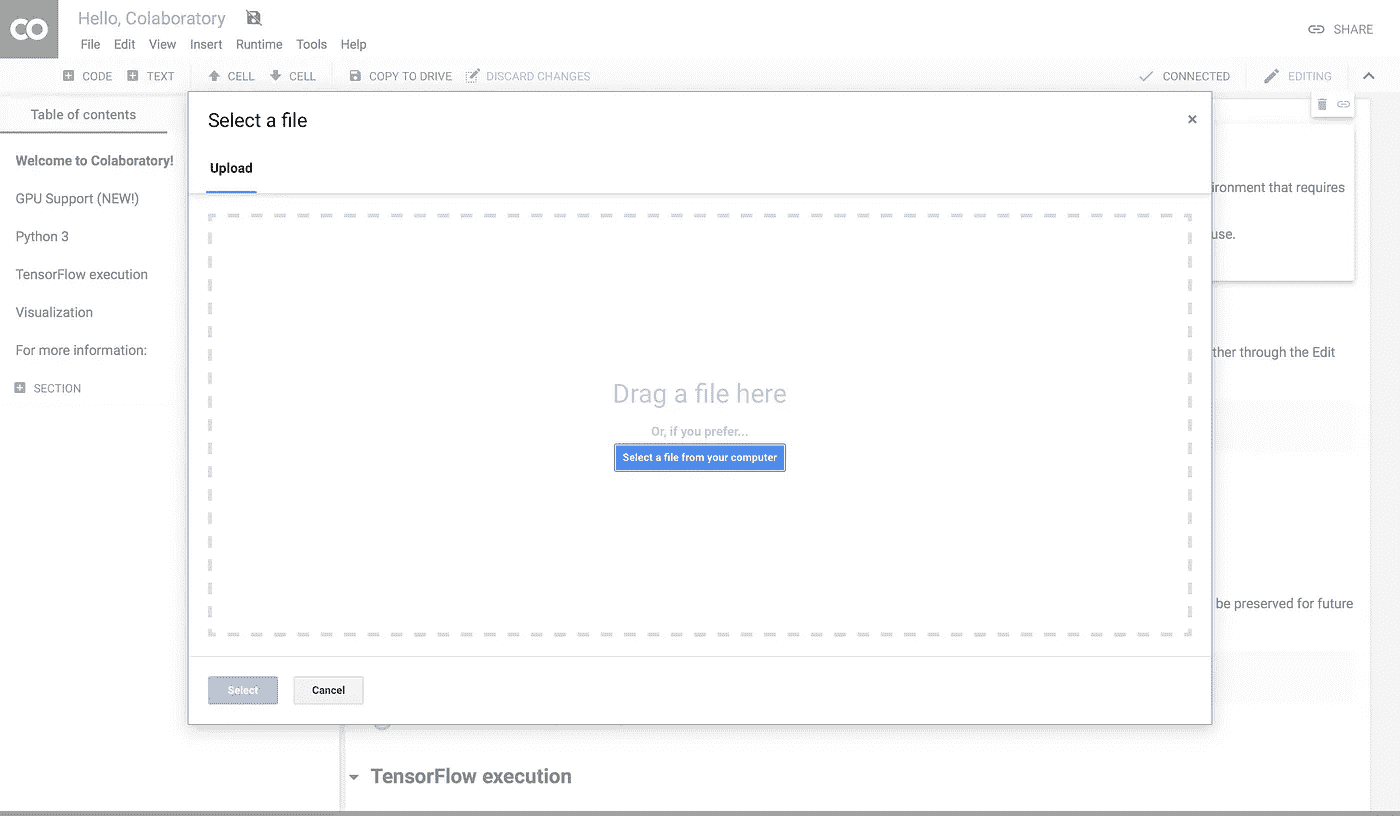 CO
Hello, Colaboratory
File Edit View Insert Runtime Tools Help
SHARE
CODE TEXT CELL CELL COPY TO DRIVE DISCARD CHANGES
CONNECTED EDITING
Table of contents
Welcome to Colaboratory!
GPU Support (NEW!)
Python 3
TensorFlow execution
Visualization
For more information:
SECTION
Select a file
×
Upload
Drag a file here
Or, if you prefer...
Select a file from your computer
Select Cancel
ironment that requires
use.
ther through the Edit
be preserved for future
TensorFlow execution